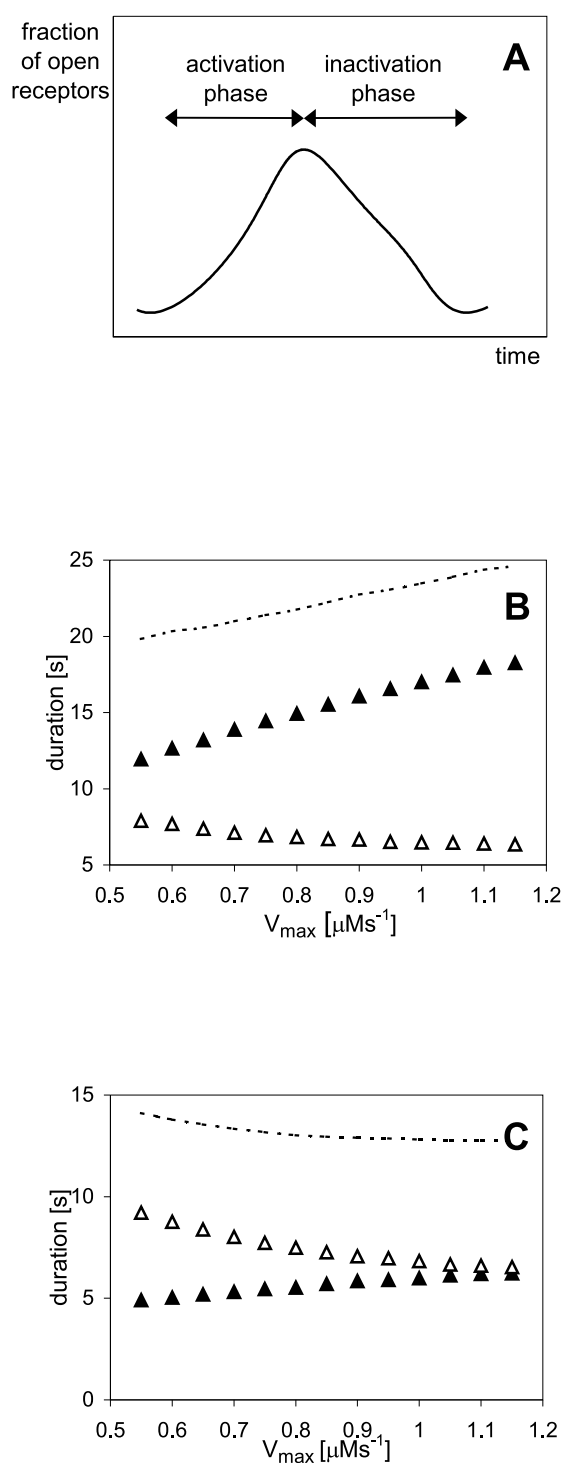 fraction
of open
receptors
activation
phase
inactivation
phase
A
time
25
20
15
10
5
duration [s]
B
0.5 0.6 0.7 0.8 0.9 1 1.1 1.2
Vmax [μMs-1]
15
10
5
0
duration [s]
C
0.5 0.6 0.7 0.8 0.9 1 1.1 1.2
Vmax [μMs-1]